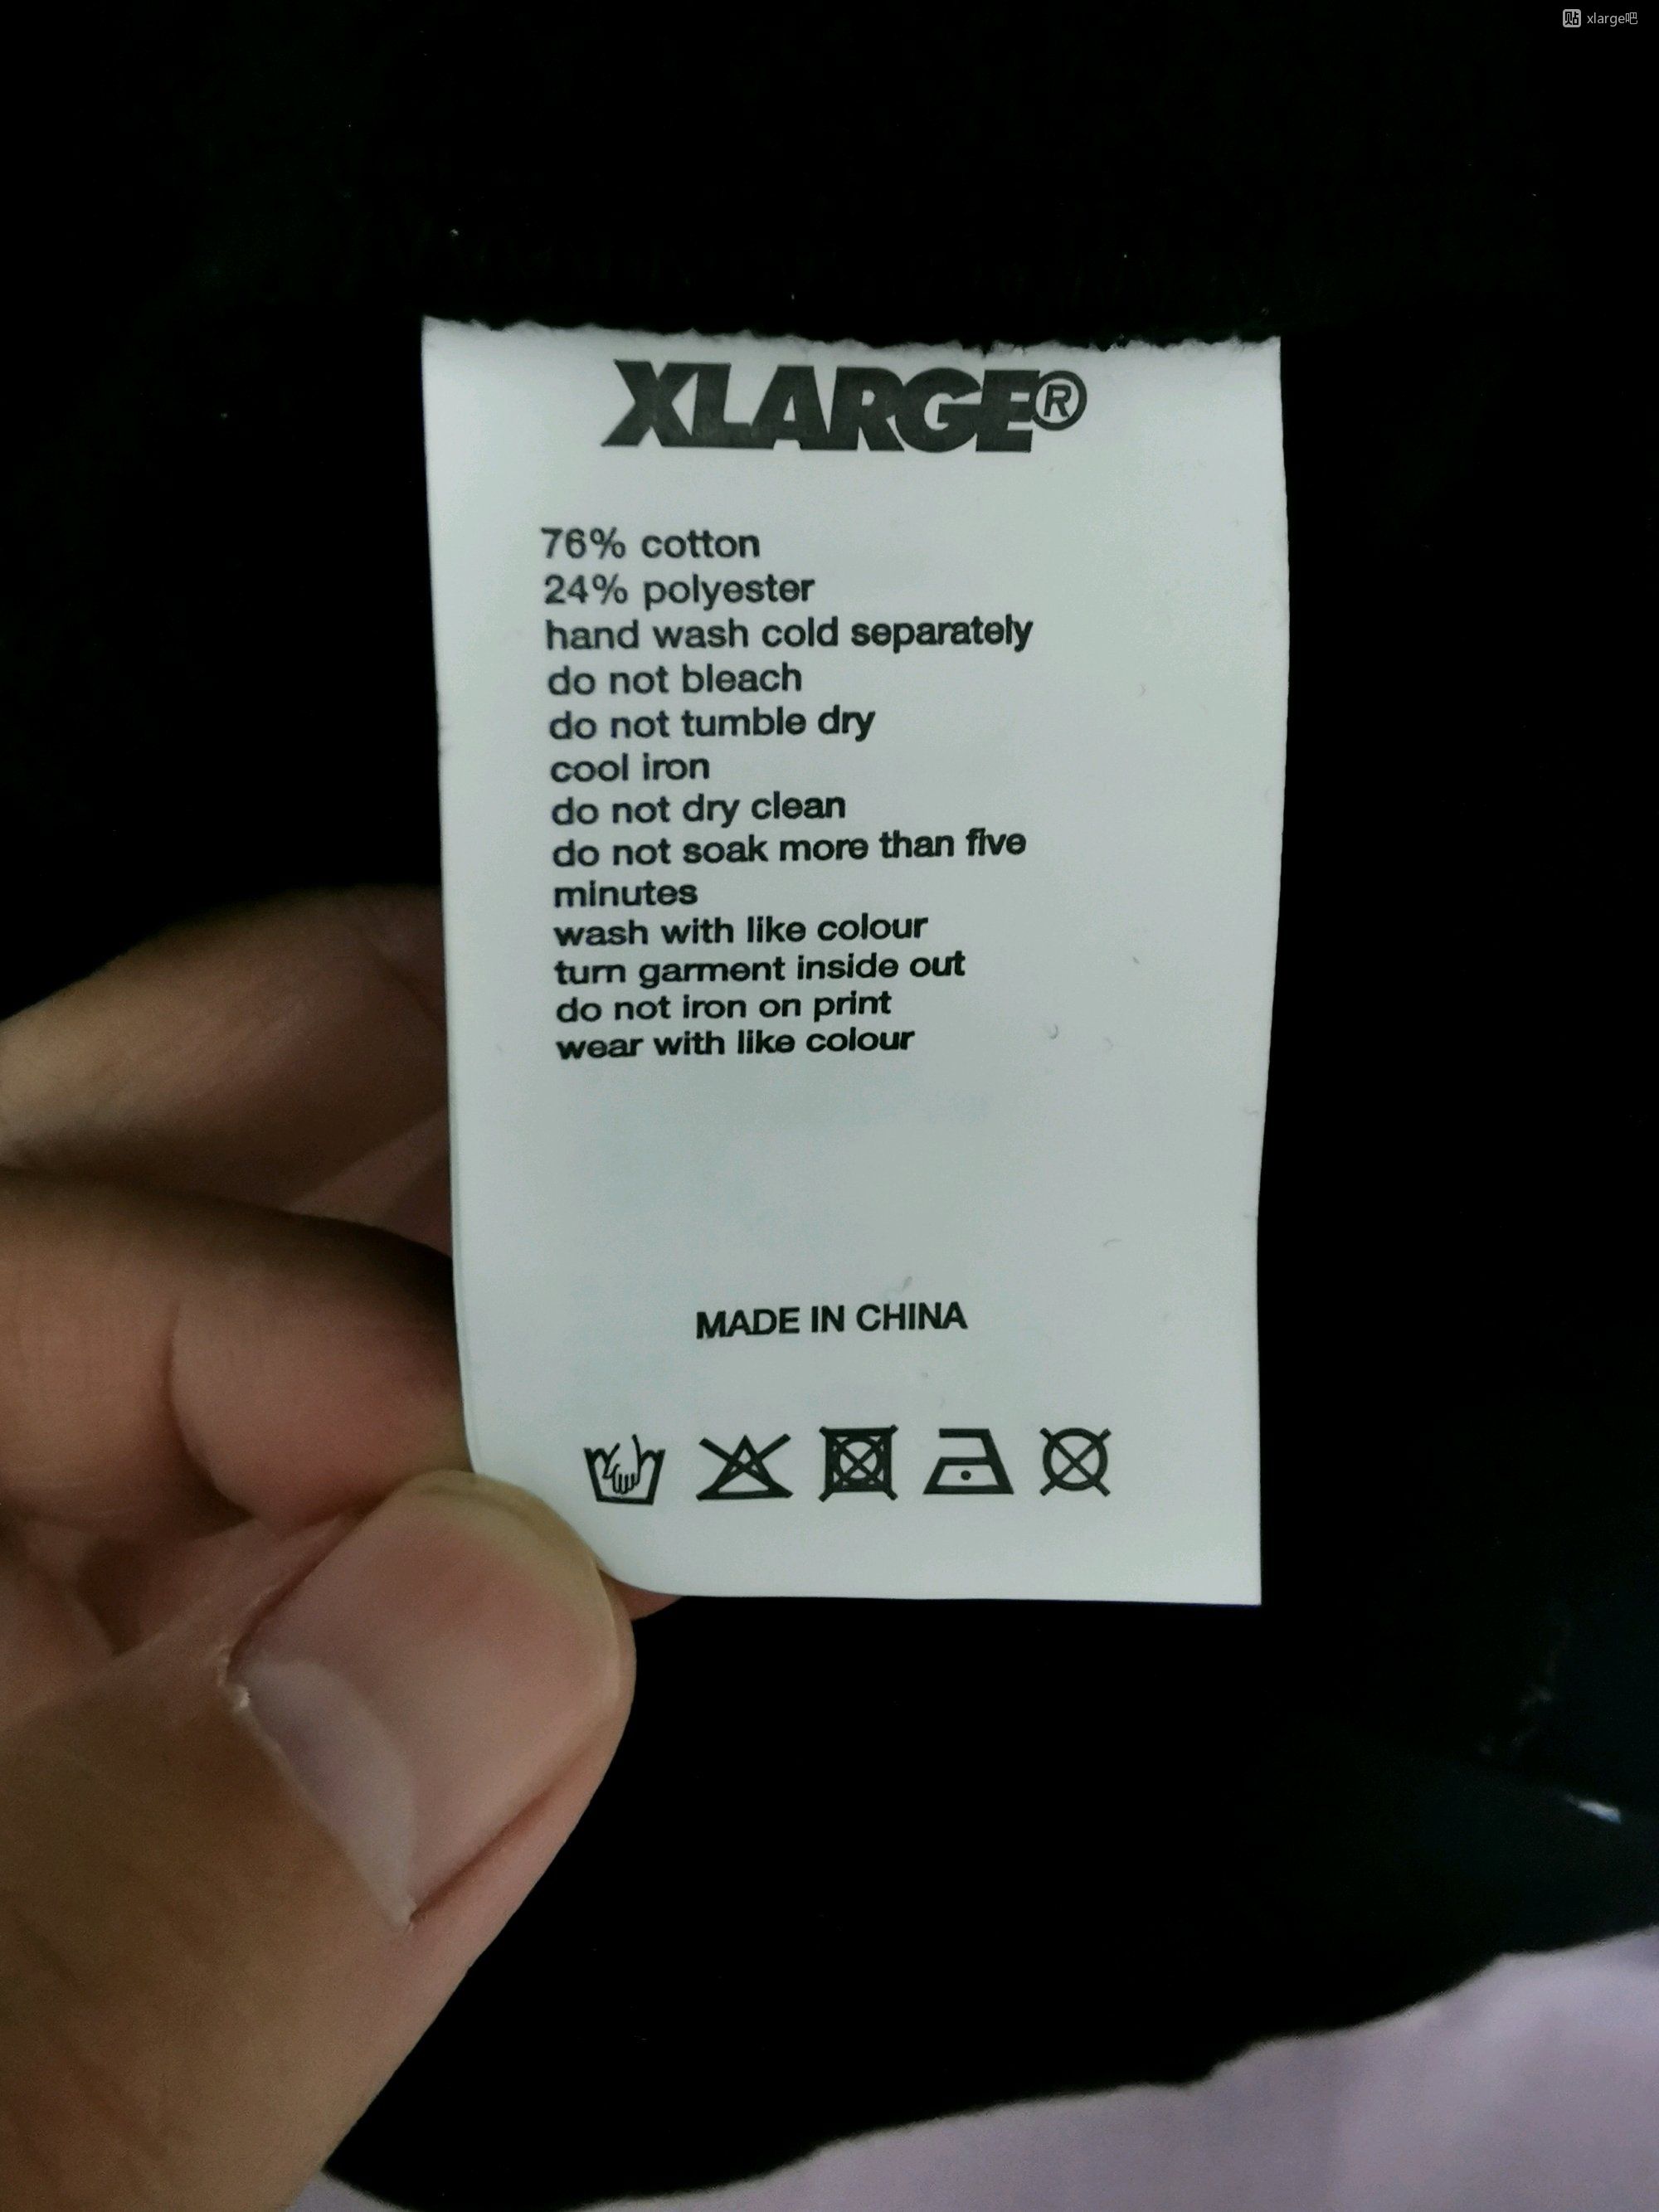 贴 xlarge吧
XLARGE®
76% cotton
24% polyester
hand wash cold separately
do not bleach
do not tumble dry
cool iron
do not dry clean
do not soak more than five
minutes
wash with like colour
turn garment inside out
do not iron on print
wear with like colour
MADE IN CHINA